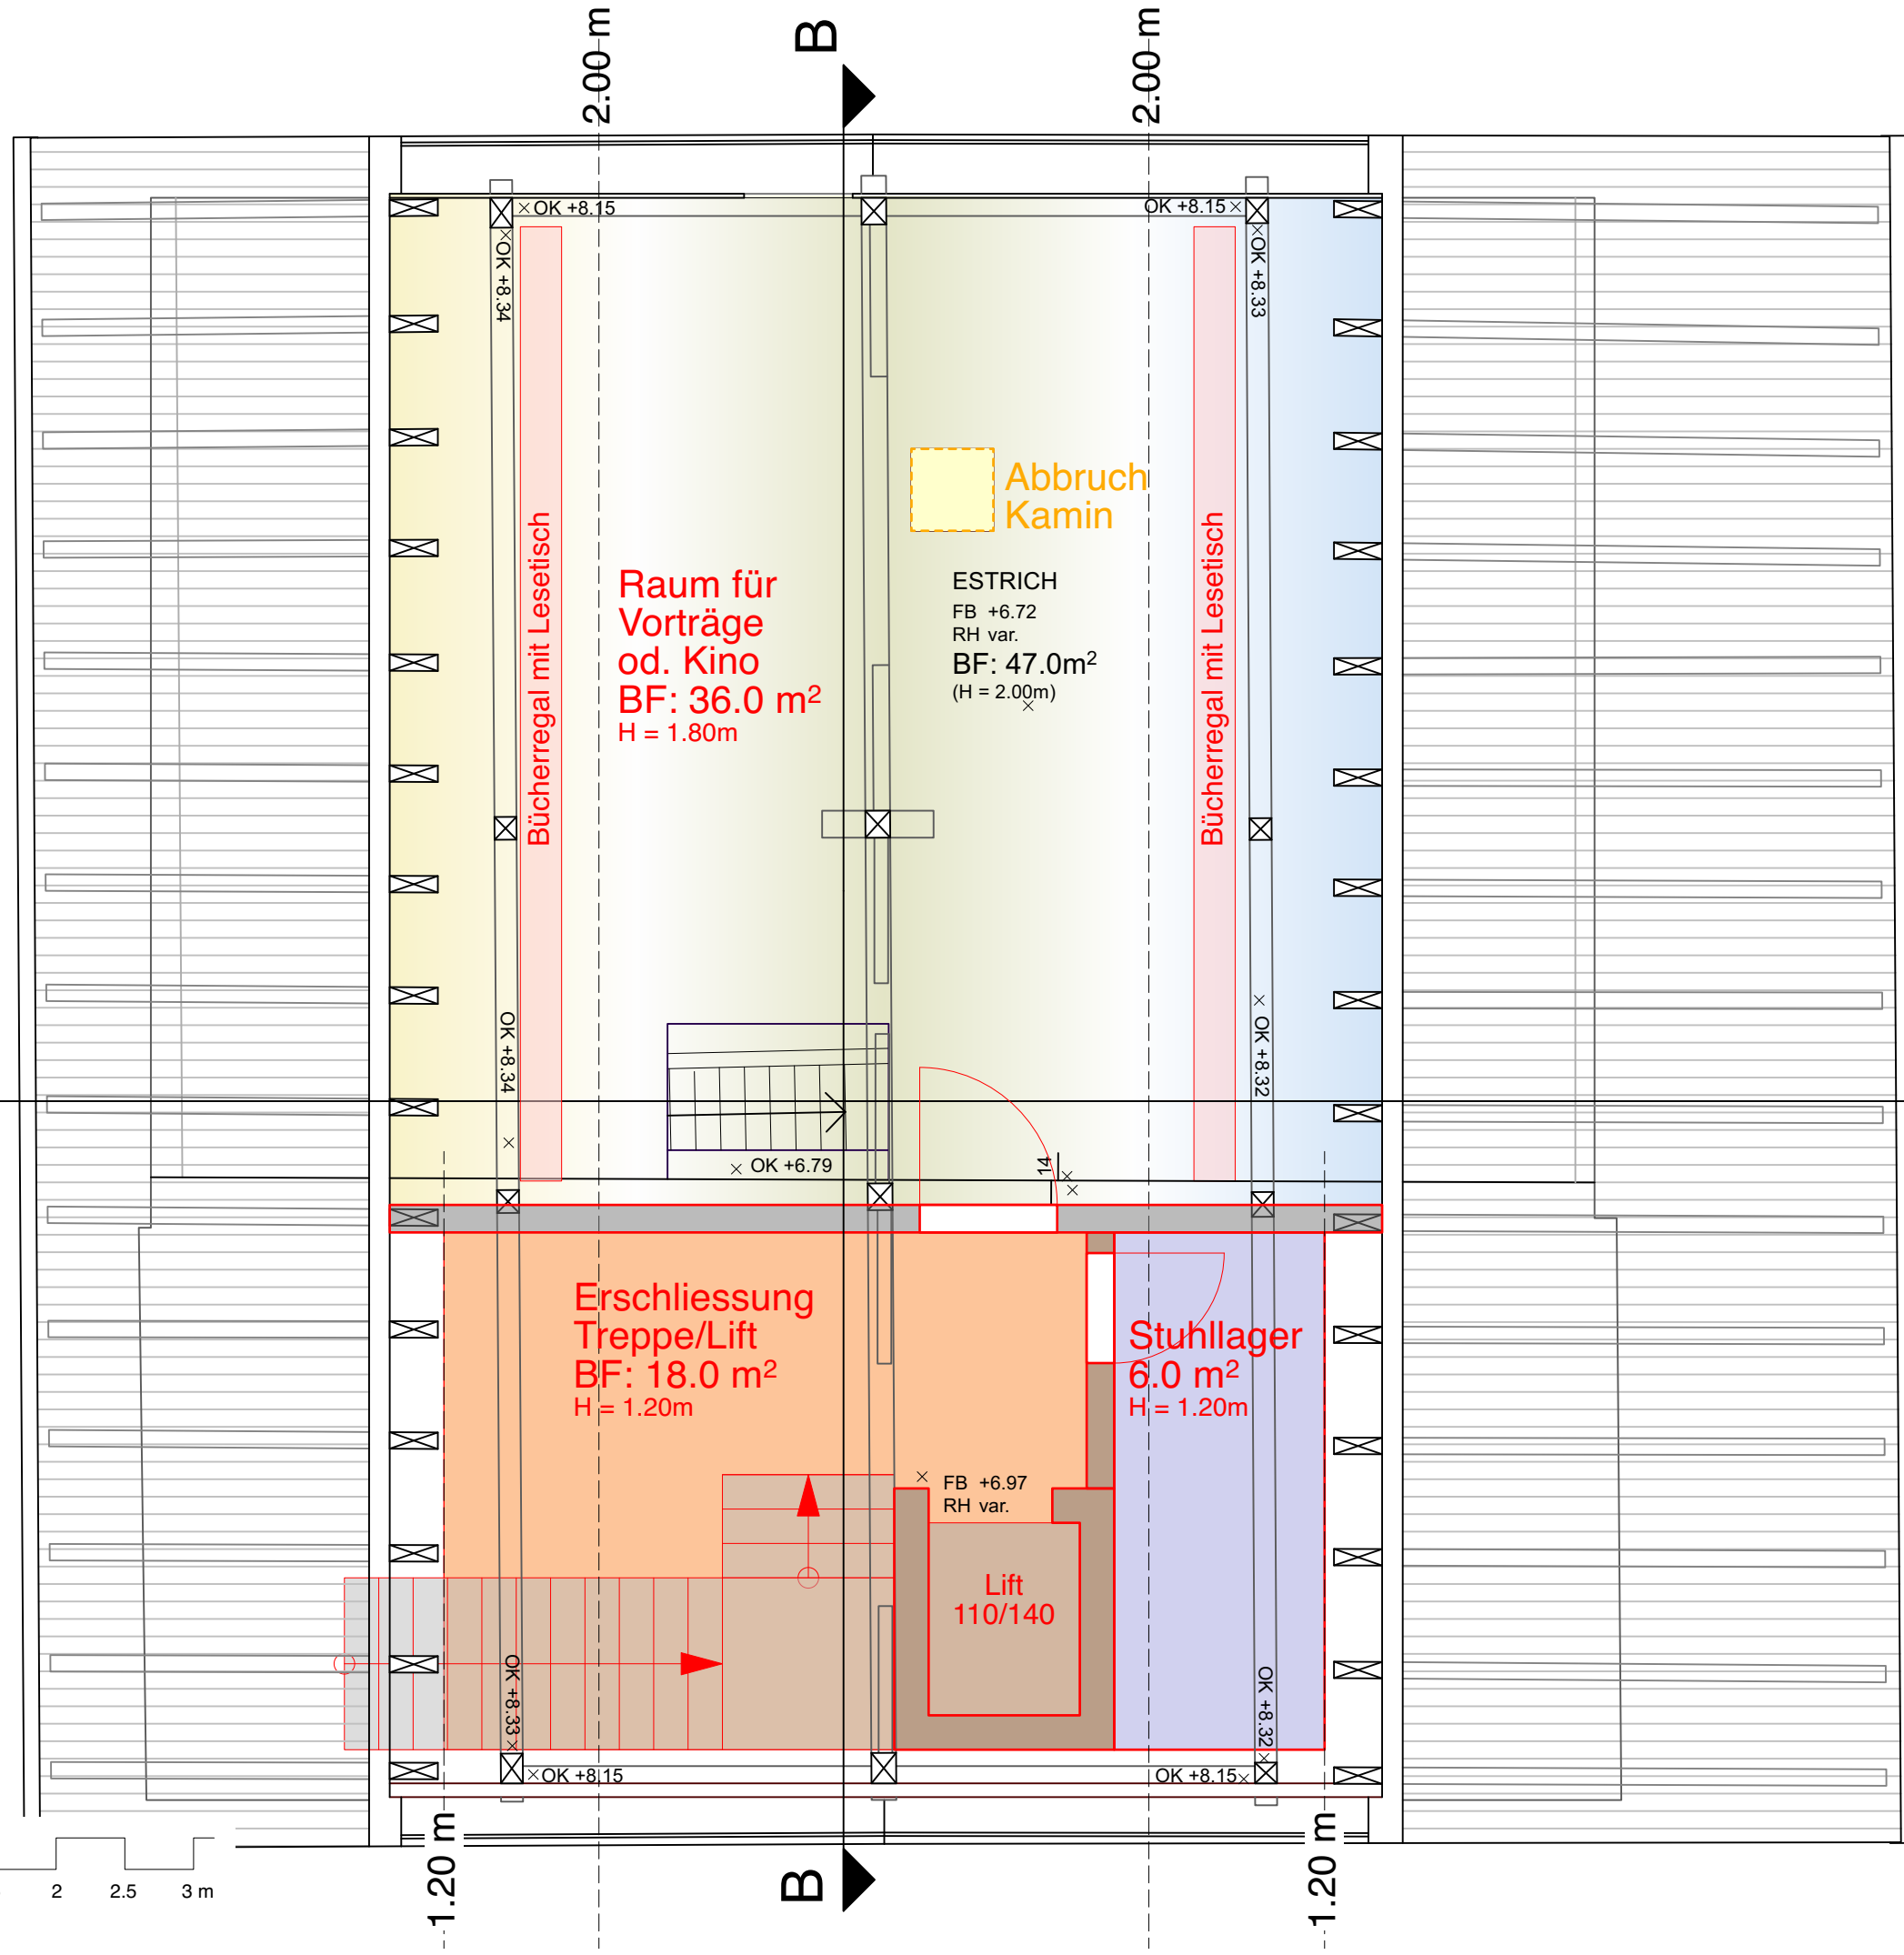 2.00 m
B
2.00 m
OK +8.15
OK +8.15
OK +8.34
OK +8.33
Abbruch
Kamin
Bücherregal mit Lesetisch
Raum für
Vorträge
od. Kino
BF: 36.0 m²
H = 1.80m
ESTRICH
FB +6.72
RH var.
BF: 47.0m²
(H = 2.00m)
Bücherregal mit Lesetisch
OK +8.34
OK +8.32
OK +6.79
14
Erschliessung
Treppe/Lift
BF: 18.0 m²
H = 1.20m
Stuhllager
6.0 m²
H = 1.20m
FB +6.97
RH var.
Lift
110/140
OK +8.33
OK +8.32
OK +8.15
OK +8.15
2 2.5 3 m
1.20 m
B
1.20 m